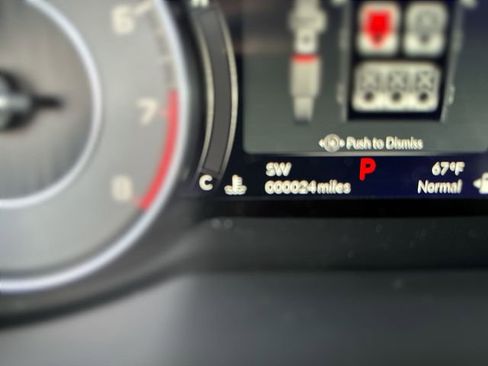 6
7
8
H
C
Push to Dismiss
SW
P
67°F
000024 miles
Normal